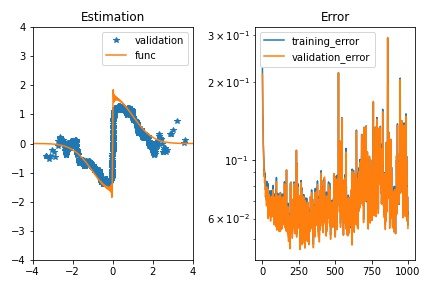 Estimation
4
3
2
1
0
−1
−2
−3
−4
−4
−2
0
2
4
validation
func
Error
3 × 10⁻¹
2 × 10⁻¹
10⁻¹
6 × 10⁻²
0
250
500
750
1000
training_error
validation_error